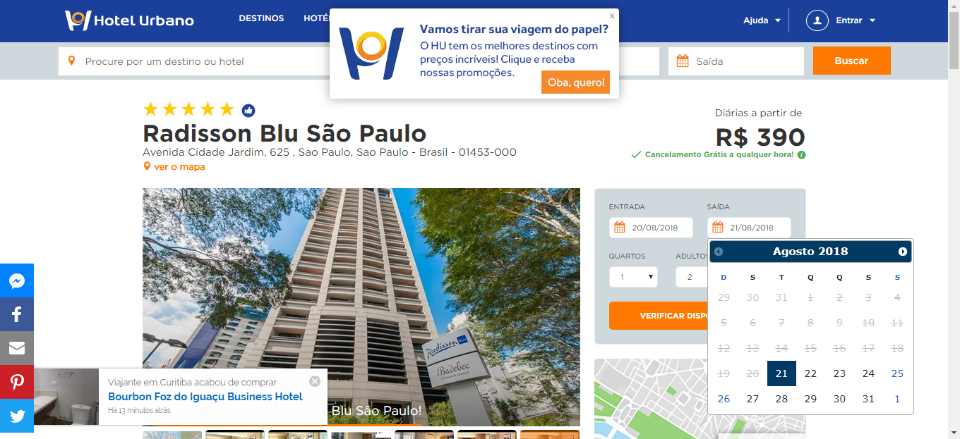 Hotel Urbano
DESTINOS
Ajuda
Entrar
Vamos tirar sua viagem do papel?
O HU tem os melhores destinos com
preços incríveis! Clique e receba
nossas promoções.
Oba, quero!
x
Procure por um destino ou hotel
Saída
Buscar
Radisson Blu São Paulo
Avenida Cidade Jardim, 625 , Sao Paulo, Sao Paulo - Brasil - 01453-000
ver o mapa
Diárias a partir de
R$ 390
Cancelamento Grátis a qualquer hora!
ENTRADA
SAÍDA
20/08/2018
21/08/2018
QUARTOS
ADULTOS
1
2
Agosto 2018
D S T Q Q S S
29 30 31 1 2 3 4
5 6 7 8 9 10 11
12 13 14 15 16 17 18
19 20 21 22 23 24 25
26 27 28 29 30 31 1
Radisson
Badebec
Viajante em Curitiba acabou de comprar
Bourbon Foz do Iguaçu Business Hotel
Há 13 minutos atrás
Blu São Paulo!